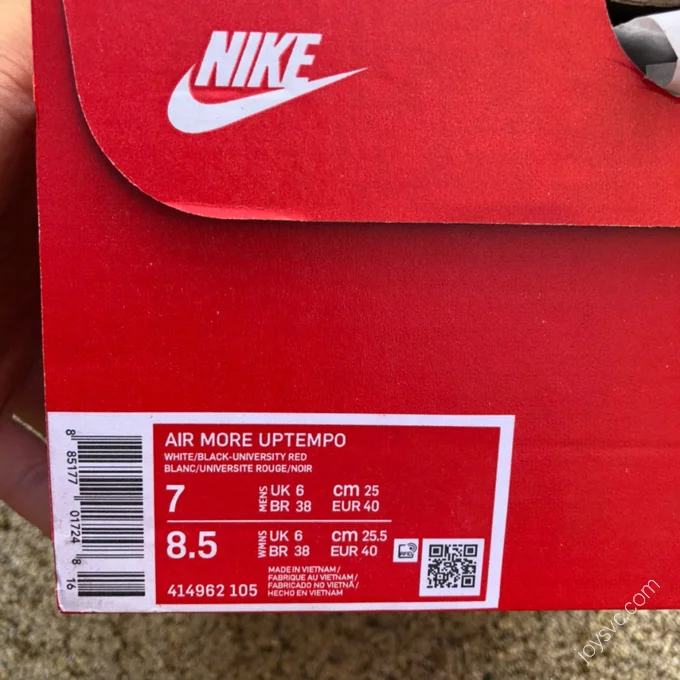 NIKE
AIR MORE UPTEMPO
WHITE/BLACK-UNIVERSITY RED
BLANC/UNIVERSITE ROUGE/NOIR
7 MENS UK 6 cm 25
BR 38 EUR 40
8.5 WMNS UK 6 cm 25.5
BR 38 EUR 40
MADE IN VIETNAM /
FABRIQUE AU VIETNAM /
FABRICADO NO VIETNÃ /
HECHO EN VIETNAM
414962 105
8 85177 01724 8 16
joysvc.com